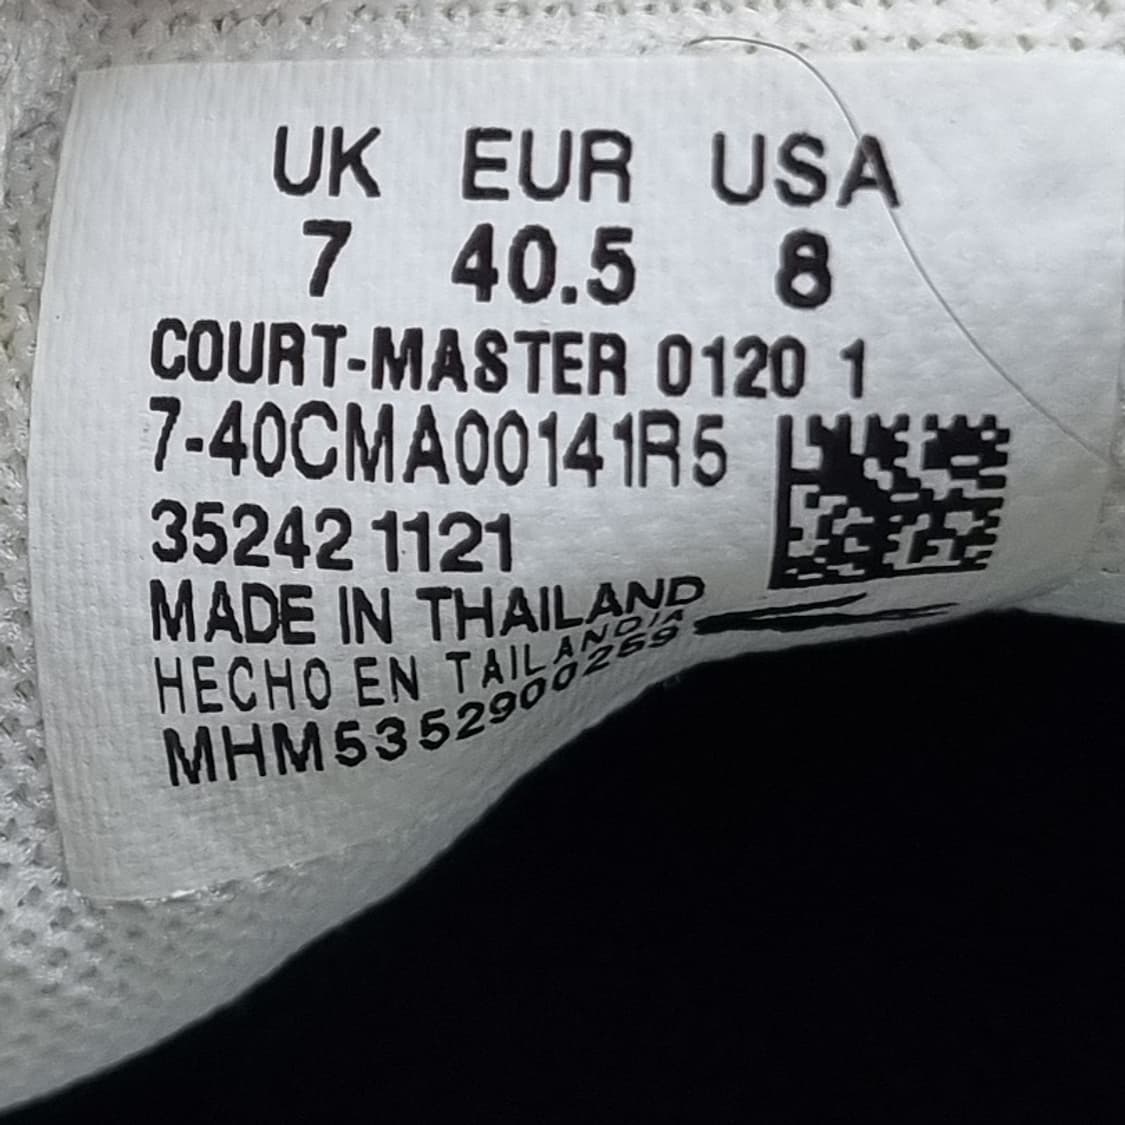 UK EUR USA
7 40.5 8
COURT-MASTER 0120 1
7-40CMA00141R5
35242 1121
MADE IN THAILAND
HECHO EN TAILANDIA
MHM5352900269